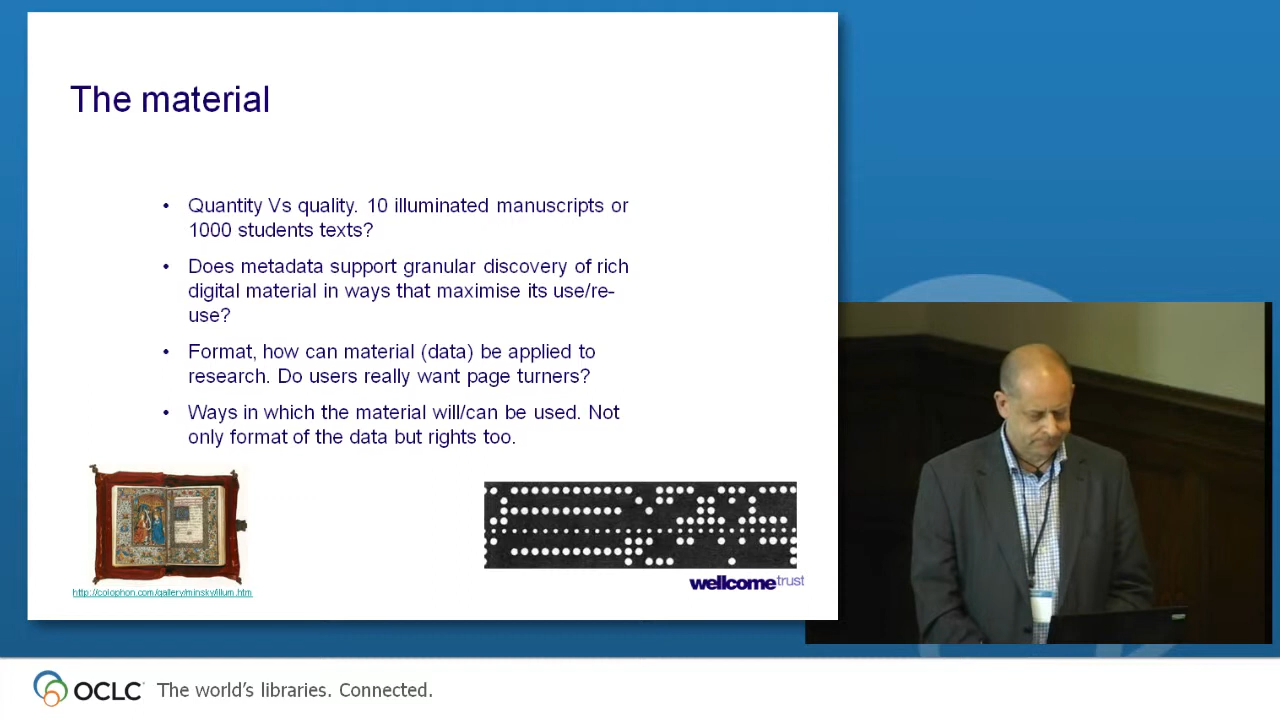 The material
• Quantity Vs quality. 10 illuminated manuscripts or
1000 students texts?
• Does metadata support granular discovery of rich
digital material in ways that maximise its use/re-
use?
• Format, how can material (data) be applied to
research. Do users really want page turners?
• Ways in which the material will/can be used. Not
only format of the data but rights too.
http://colophon.com/gallery/minsky/illum.htm
wellcometrust
OCLC The world's libraries. Connected.